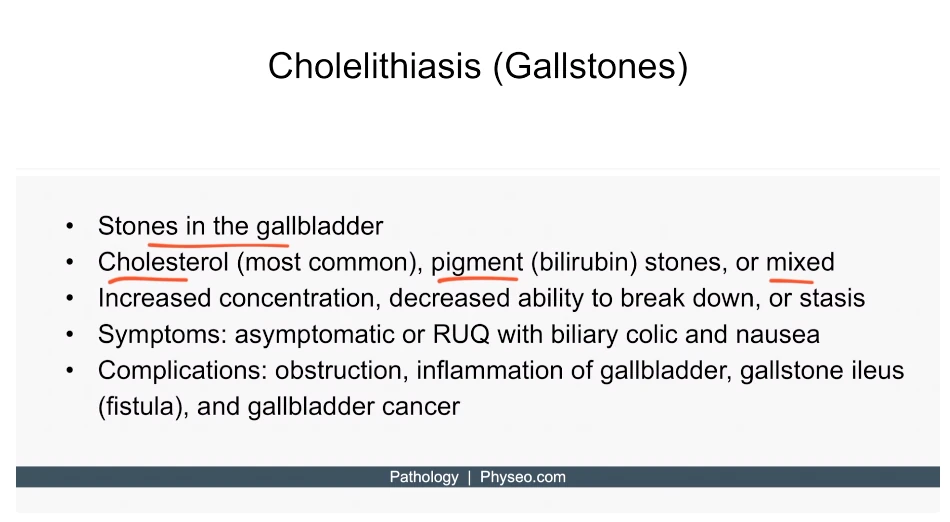 Cholelithiasis (Gallstones)
• Stones in the gallbladder
• Cholesterol (most common), pigment (bilirubin) stones, or mixed
• Increased concentration, decreased ability to break down, or stasis
• Symptoms: asymptomatic or RUQ with biliary colic and nausea
• Complications: obstruction, inflammation of gallbladder, gallstone ileus
(fistula), and gallbladder cancer
Pathology | Physeo.com